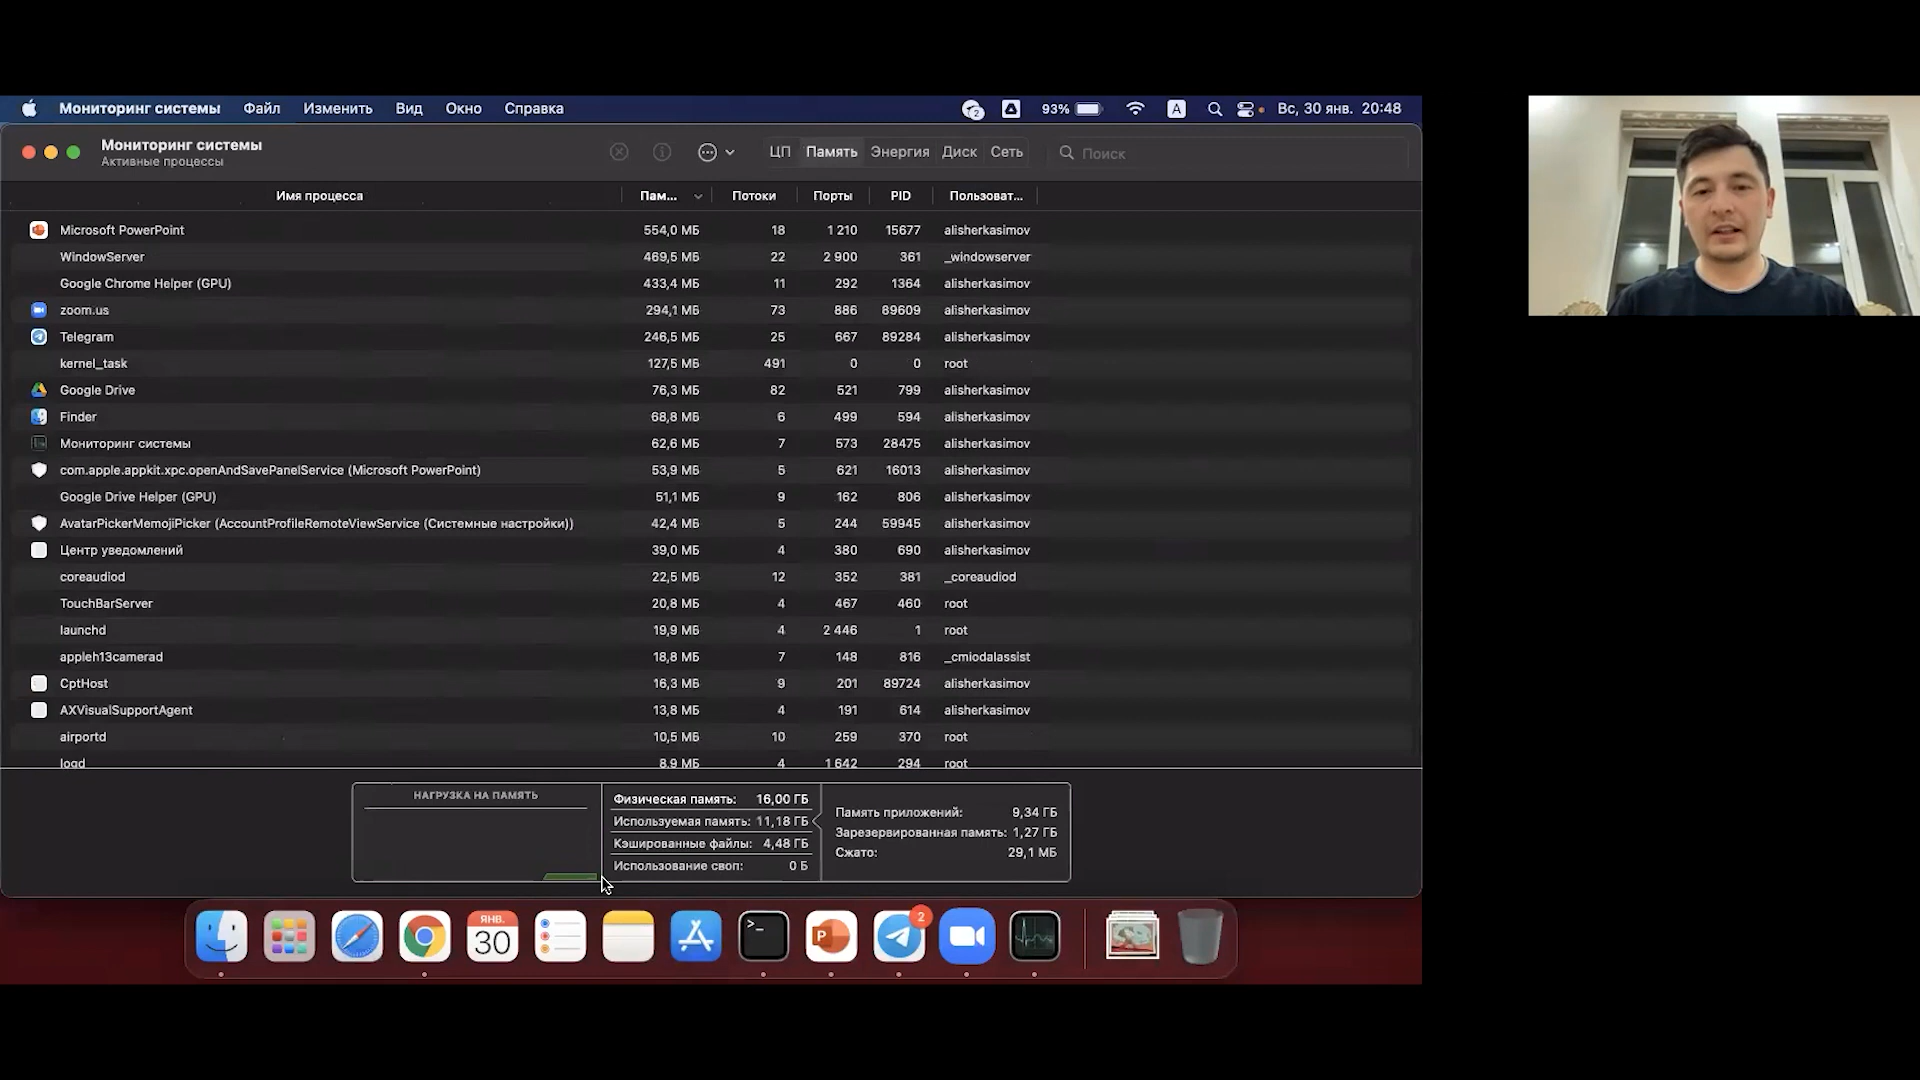 Мониторинг системы Файл Изменить Вид Окно Справка 2 93% A Вс, 30 янв. 20:48
Мониторинг системы
Активные процессы
ЦП Память Энергия Диск Сеть Поиск
Имя процесса Пам... Потоки Порты PID Пользоват...
Microsoft PowerPoint 554,0 МБ 18 1 210 15677 alisherkasimov
WindowServer 469,5 МБ 22 2 900 361 _windowserver
Google Chrome Helper (GPU) 433,4 МБ 11 292 1364 alisherkasimov
zoom.us 294,1 МБ 73 886 89609 alisherkasimov
Telegram 246,5 МБ 25 667 89284 alisherkasimov
kernel_task 127,5 МБ 491 0 0 root
Google Drive 76,3 МБ 82 521 799 alisherkasimov
Finder 68,8 МБ 6 499 594 alisherkasimov
Мониторинг системы 62,6 МБ 7 573 28475 alisherkasimov
com.apple.appkit.xpc.openAndSavePanelService (Microsoft PowerPoint) 53,9 МБ 5 621 16013 alisherkasimov
Google Drive Helper (GPU) 51,1 МБ 9 162 806 alisherkasimov
AvatarPickerMemojiPicker (AccountProfileRemoteViewService (Системные настройки)) 42,4 МБ 5 244 59945 alisherkasimov
Центр уведомлений 39,0 МБ 4 380 690 alisherkasimov
coreaudiod 22,5 МБ 12 352 381 _coreaudiod
TouchBarServer 20,8 МБ 4 467 460 root
launchd 19,9 МБ 4 2 446 1 root
appleh13camerad 18,8 МБ 7 148 816 _cmiodalassist
CptHost 16,3 МБ 9 201 89724 alisherkasimov
AXVisualSupportAgent 13,8 МБ 4 191 614 alisherkasimov
airportd 10,5 МБ 10 259 370 root
logd 8,9 МБ 4 1 642 294 root
НАГРУЗКА НА ПАМЯТЬ
Физическая память: 16,00 ГБ
Используемая память: 11,18 ГБ
Кэшированные файлы: 4,48 ГБ
Использование своп: 0 Б
Память приложений: 9,34 ГБ
Зарезервированная память: 1,27 ГБ
Сжато: 29,1 МБ
ЯНВ.
30
>_
P
2